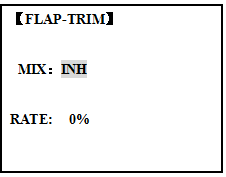 【FLAP-TRIM】
MIX：INH
RATE: 0%